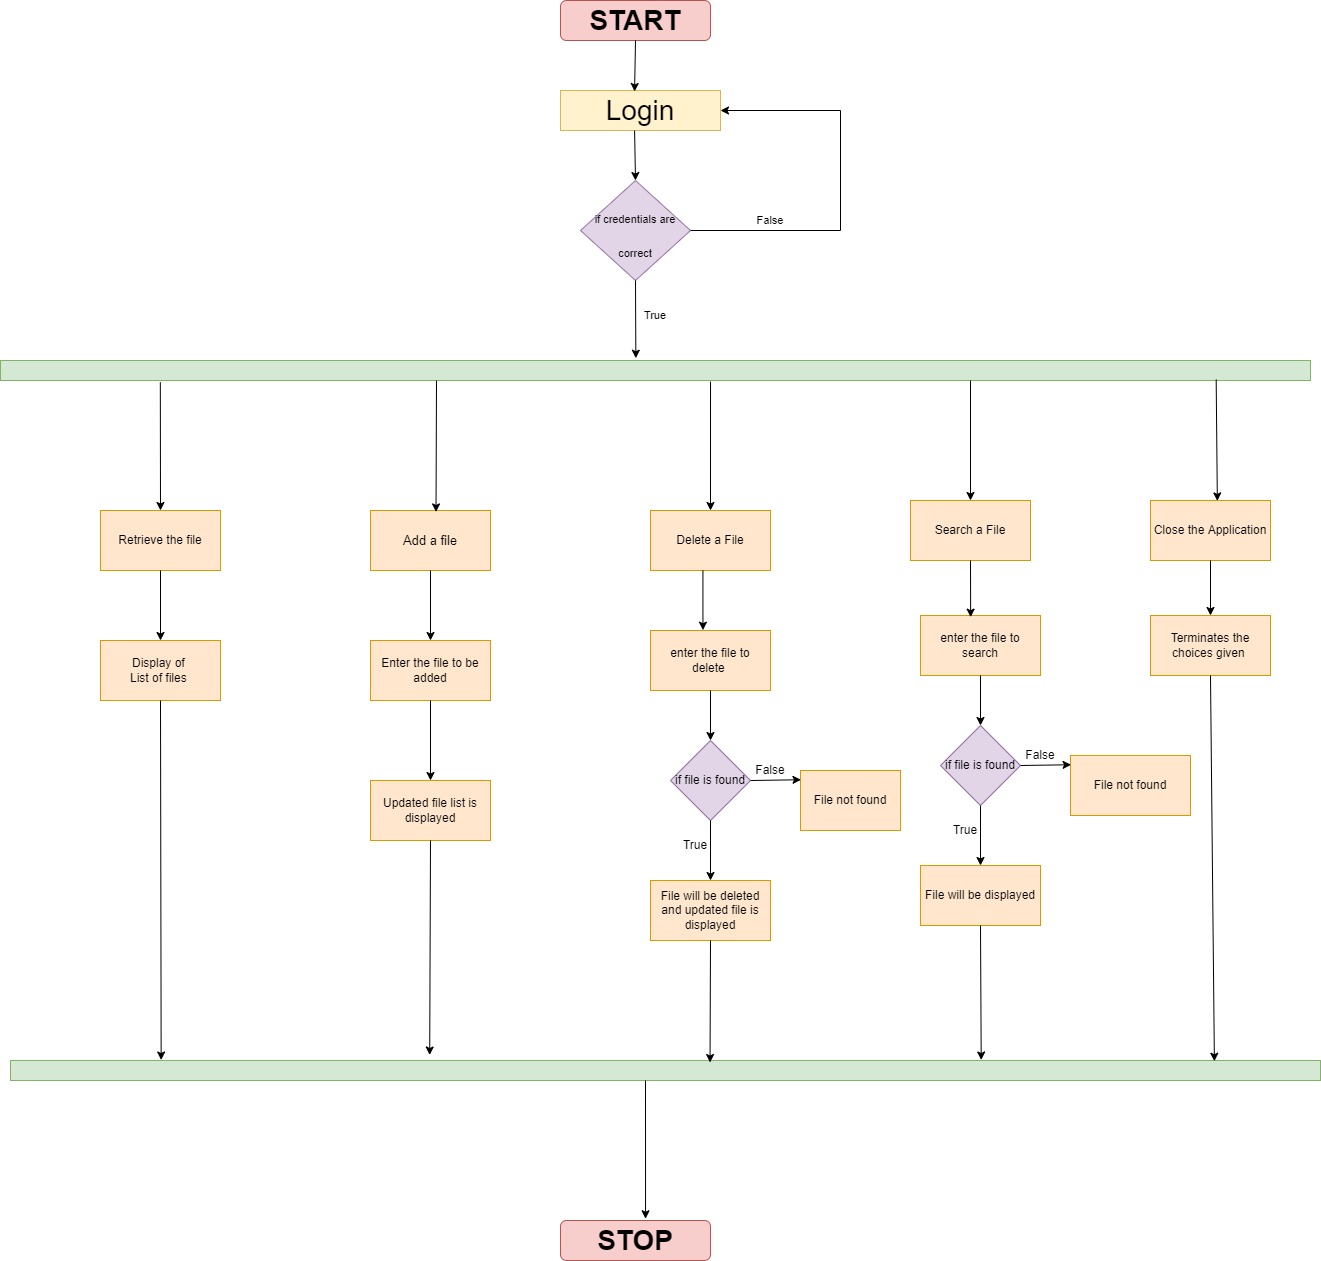 START
Login
if credentials are
correct
False
True
Retrieve the file
Display of
List of files
Add a file
Enter the file to be
added
Updated file list is
displayed
Delete a File
enter the file to
delete
if file is found
False
File not found
True
File will be deleted
and updated file is
displayed
Search a File
enter the file to
search
if file is found
False
File not found
True
File will be displayed
Close the Application
Terminates the
choices given
STOP